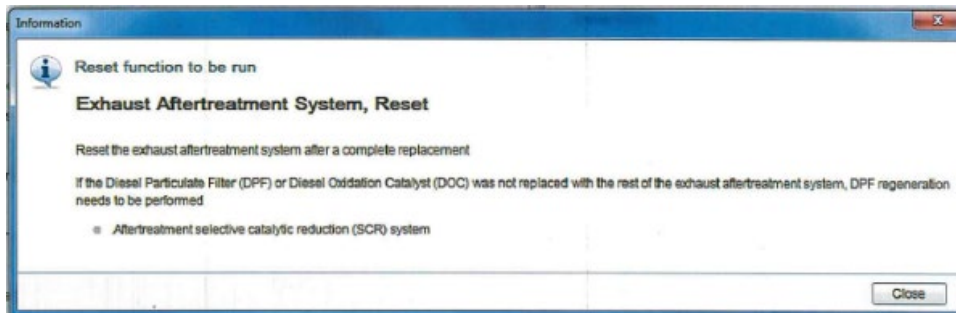 Information
Reset function to be run
Exhaust Aftertreatment System, Reset
Reset the exhaust aftertreatment system after a complete replacement
If the Diesel Particulate Filter (DPF) or Diesel Oxidation Catalyst (DOC) was not replaced with the rest of the exhaust aftertreatment system, DPF regeneration
needs to be performed
Aftertreatment selective catalytic reduction (SCR) system
Close